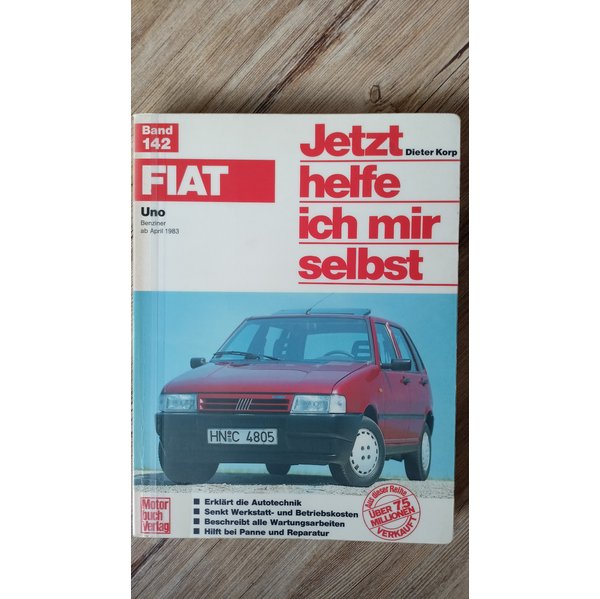 Band
142
FIAT
Uno
Benziner
ab April 1983
Jetzt
Dieter Korp
helfe
ich mir
selbst
HN C 4805
Erklärt die Autotechnik
Senkt Werkstatt- und Betriebskosten
Beschreibt alle Wartungsarbeiten
Hilft bei Panne und Reparatur
Motor
buch
Verlag
Aus dieser Reihe
ÜBER 75
MILLIONEN
VERKAUFT